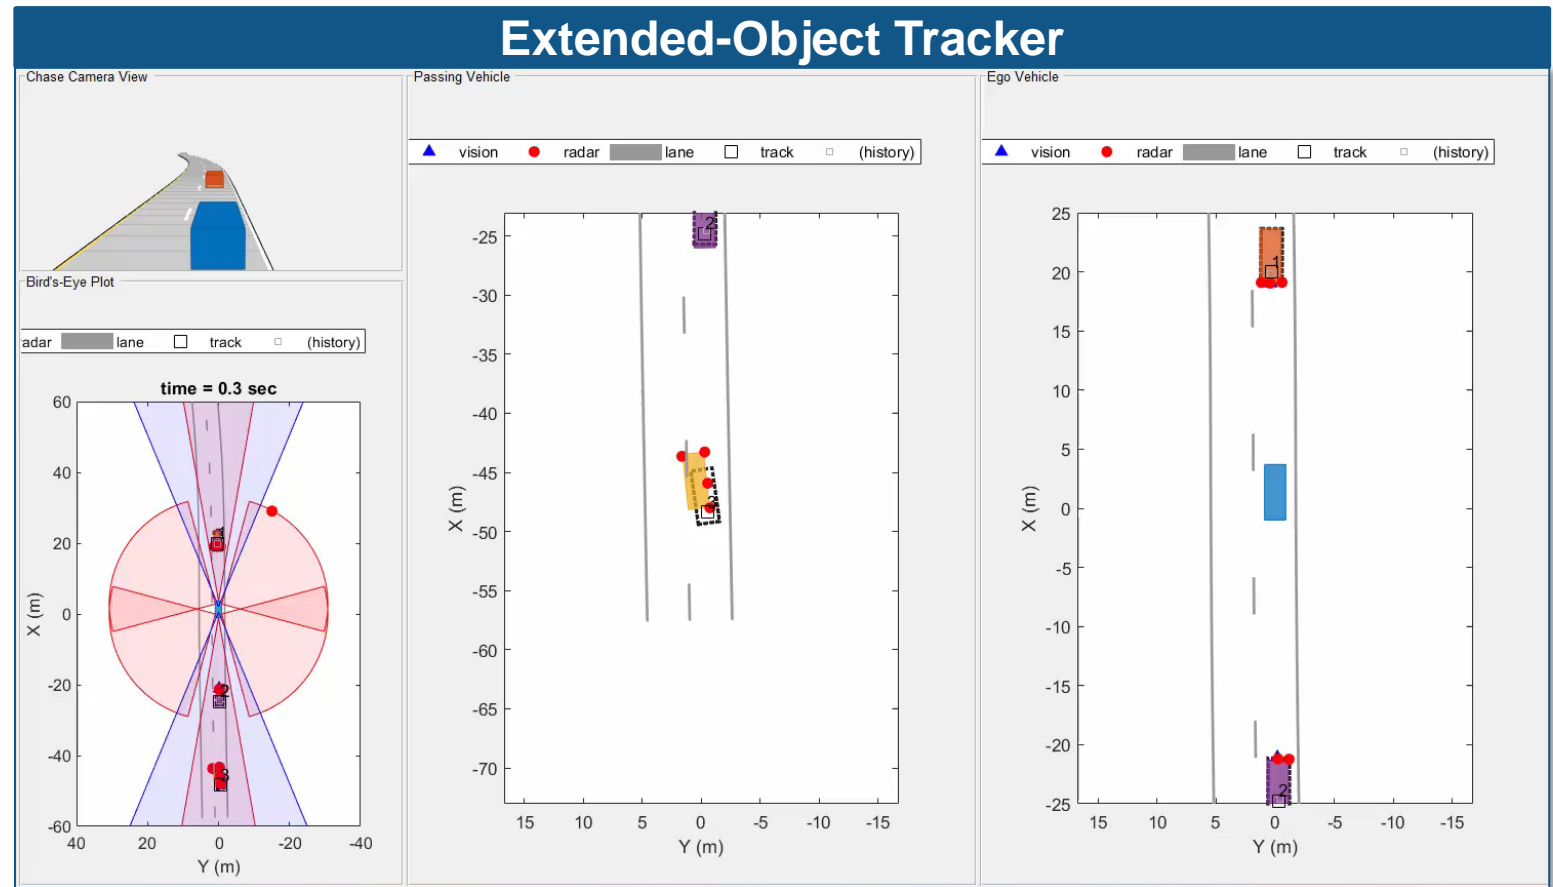 Extended-Object Tracker
Chase Camera View
Bird's-Eye Plot
adar lane track (history)
time = 0.3 sec
60
40
20
0
-20
-40
-60
X (m)
1
2
3
40 20 0 -20 -40
Y (m)
Passing Vehicle
vision radar lane track (history)
-25
-30
-35
-40
-45
-50
-55
-60
-65
-70
X (m)
2
3
15 10 5 0 -5 -10 -15
Y (m)
Ego Vehicle
vision radar lane track (history)
25
20
15
10
5
0
-5
-10
-15
-20
-25
X (m)
1
2
15 10 5 0 -5 -10 -15
Y (m)